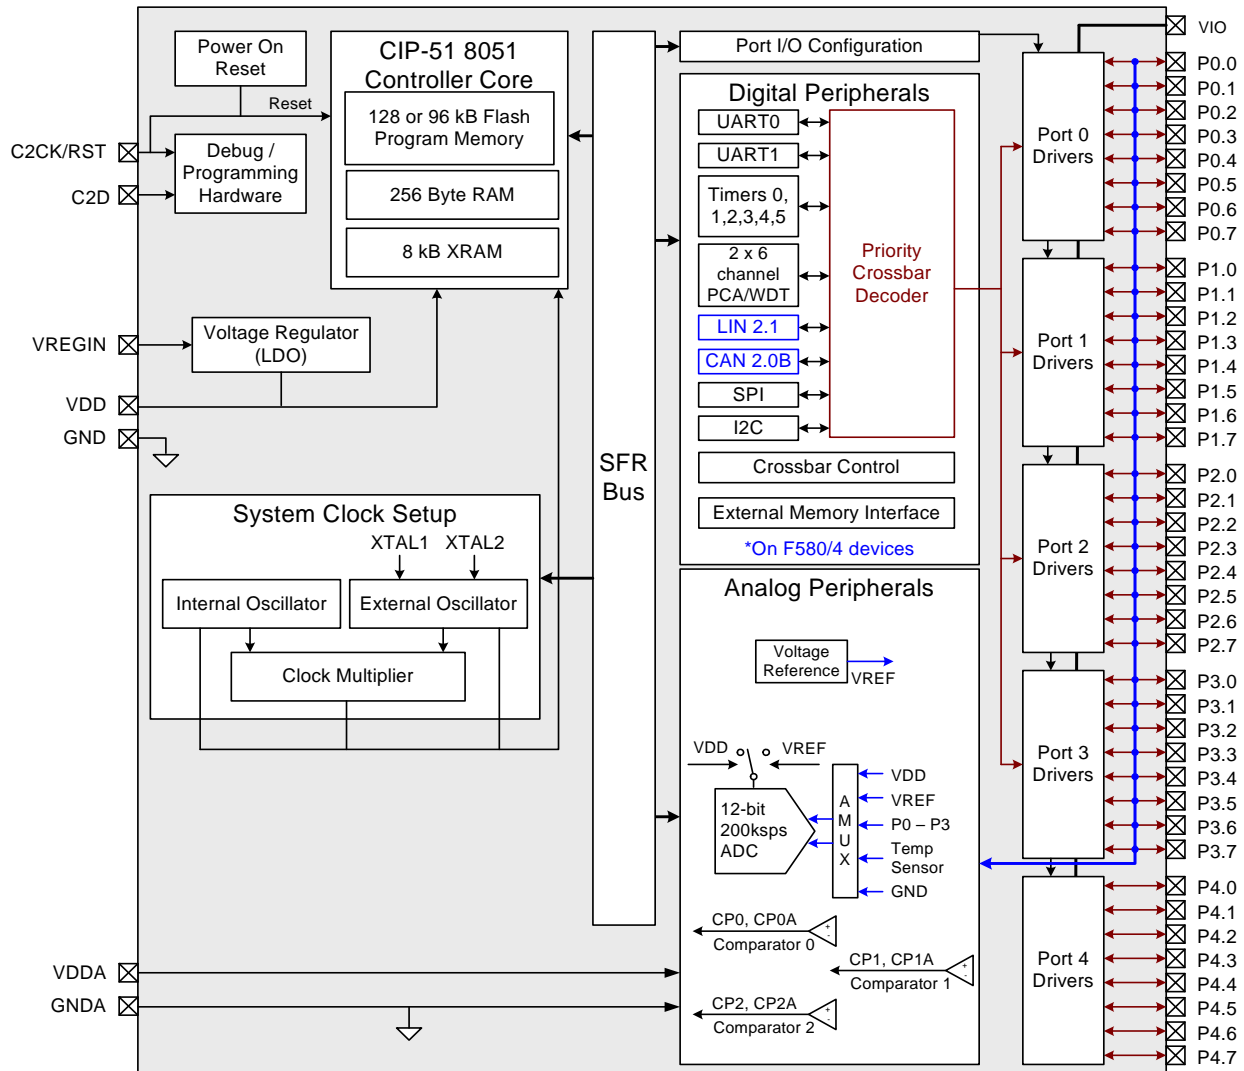 Power On
Reset
Reset
C2CK/RST
C2D
Debug /
Programming
Hardware
CIP-51 8051
Controller Core
128 or 96 kB Flash
Program Memory
256 Byte RAM
8 kB XRAM
VREGIN
Voltage Regulator
(LDO)
VDD
GND
System Clock Setup
XTAL1
XTAL2
Internal Oscillator
External Oscillator
Clock Multiplier
VDDA
GNDA
SFR
Bus
Port I/O Configuration
Digital Peripherals
UART0
UART1
Timers 0,
1,2,3,4,5
2 x 6
channel
PCA/WDT
LIN 2.1
CAN 2.0B
SPI
I2C
Priority
Crossbar
Decoder
Crossbar Control
External Memory Interface
*On F580/4 devices
Analog Peripherals
Voltage
Reference
VREF
VDD
VREF
12-bit
200ksps
ADC
A
M
U
X
VDD
VREF
P0 – P3
Temp
Sensor
GND
CP0, CP0A
+
-
Comparator 0
CP1, CP1A
+
-
Comparator 1
CP2, CP2A
+
-
Comparator 2
Port 0
Drivers
Port 1
Drivers
Port 2
Drivers
Port 3
Drivers
Port 4
Drivers
VIO
P0.0
P0.1
P0.2
P0.3
P0.4
P0.5
P0.6
P0.7
P1.0
P1.1
P1.2
P1.3
P1.4
P1.5
P1.6
P1.7
P2.0
P2.1
P2.2
P2.3
P2.4
P2.5
P2.6
P2.7
P3.0
P3.1
P3.2
P3.3
P3.4
P3.5
P3.6
P3.7
P4.0
P4.1
P4.2
P4.3
P4.4
P4.5
P4.6
P4.7